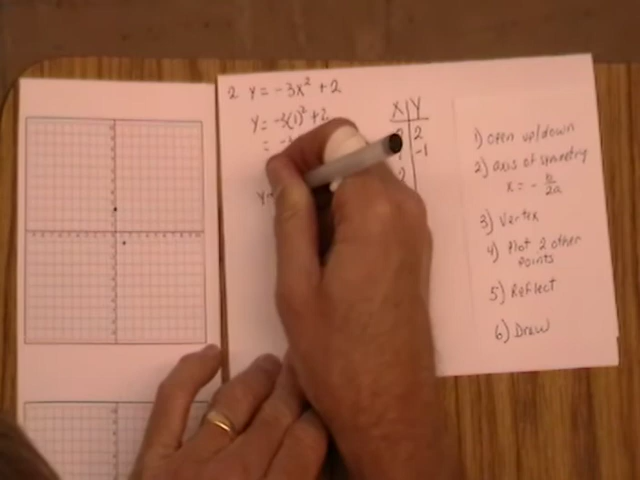 2 y = -3x² + 2
y = -3(1)² + 2
=
y =
X | Y
2
-1
2
1) Open up/down
2) axis of symmetry
x = - b/2a
3) Vertex
4) Plot 2 other
points
5) Reflect
6) Draw